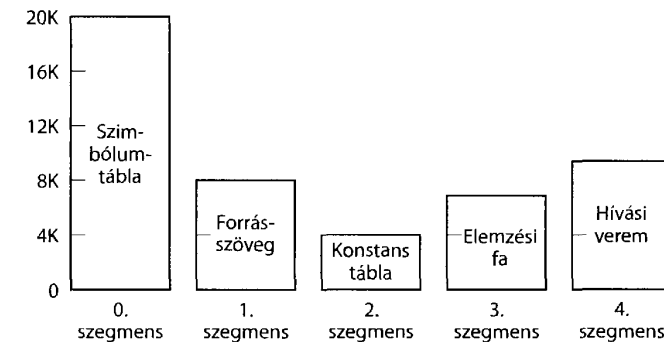 20K
16K
12K
8K
4K
0
Szim-
bólum-
tábla
Forrás-
szöveg
Konstans
tábla
Elemzési
fa
Hívási
verem
0.
szegmens
1.
szegmens
2.
szegmens
3.
szegmens
4.
szegmens